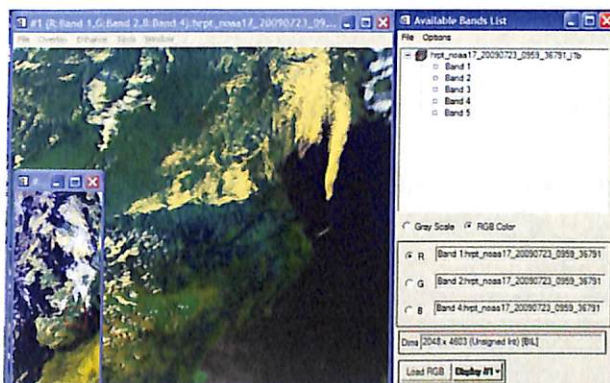 #1 (R:Band 1,G:Band 2,B:Band 4):hrpt_noaa17_20090723_09...
File Overlay Enhance Tools Window
#
Available Bands List
File Options
hrpt_noaa17_20090723_0959_36791_l1b
Band 1
Band 2
Band 3
Band 4
Band 5
Gray Scale RGB Color
R Band 1:hrpt_noaa17_20090723_0959_36791
G Band 2:hrpt_noaa17_20090723_0959_36791
B Band 4:hrpt_noaa17_20090723_0959_36791
Dims 2048 x 4603 (Unsigned Int) [BIL]
Load RGB Display #1